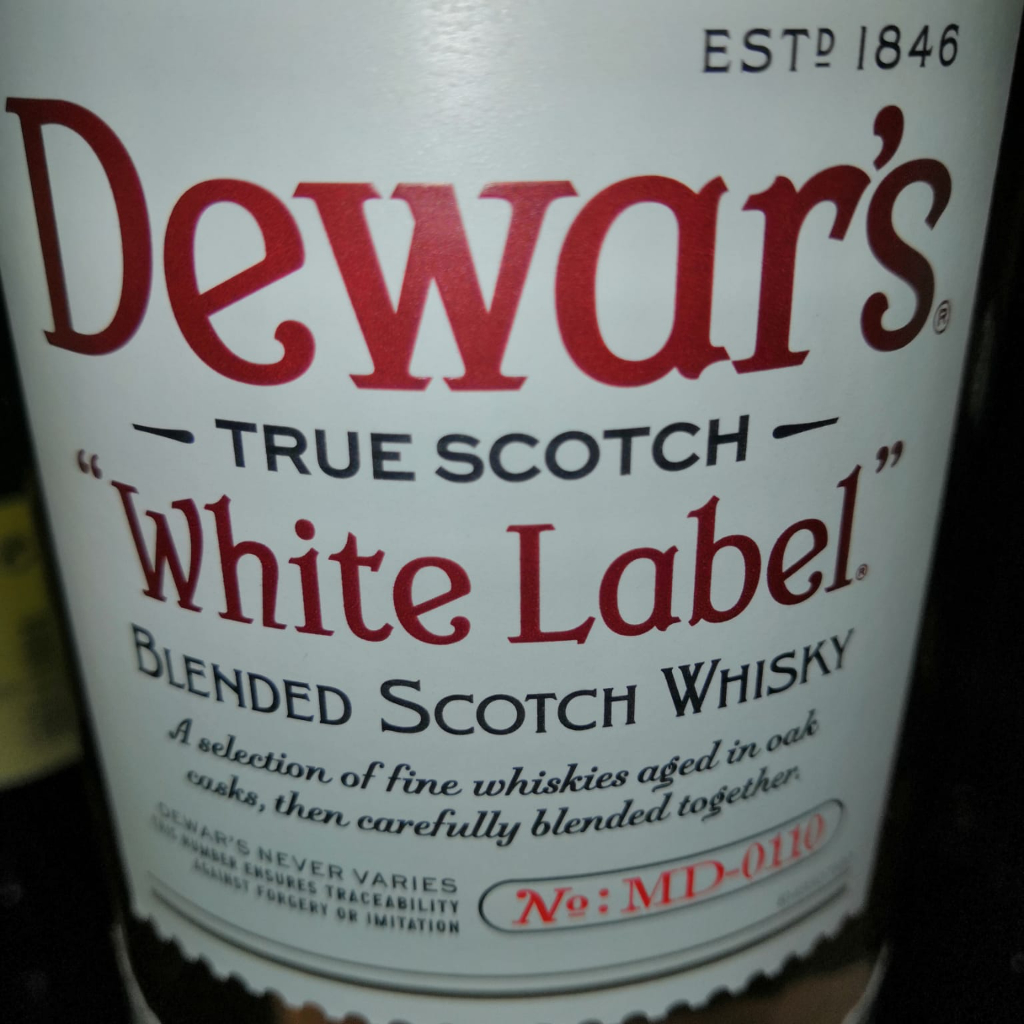 ESTD 1846
Dewar's®
TRUE SCOTCH
"White Label"®
BLENDED SCOTCH WHISKY
A selection of fine whiskies aged in oak
casks, then carefully blended together.
DEWAR'S NEVER VARIES
THIS NUMBER ENSURES TRACEABILITY
AGAINST FORGERY OR IMITATION
No: MD-0110